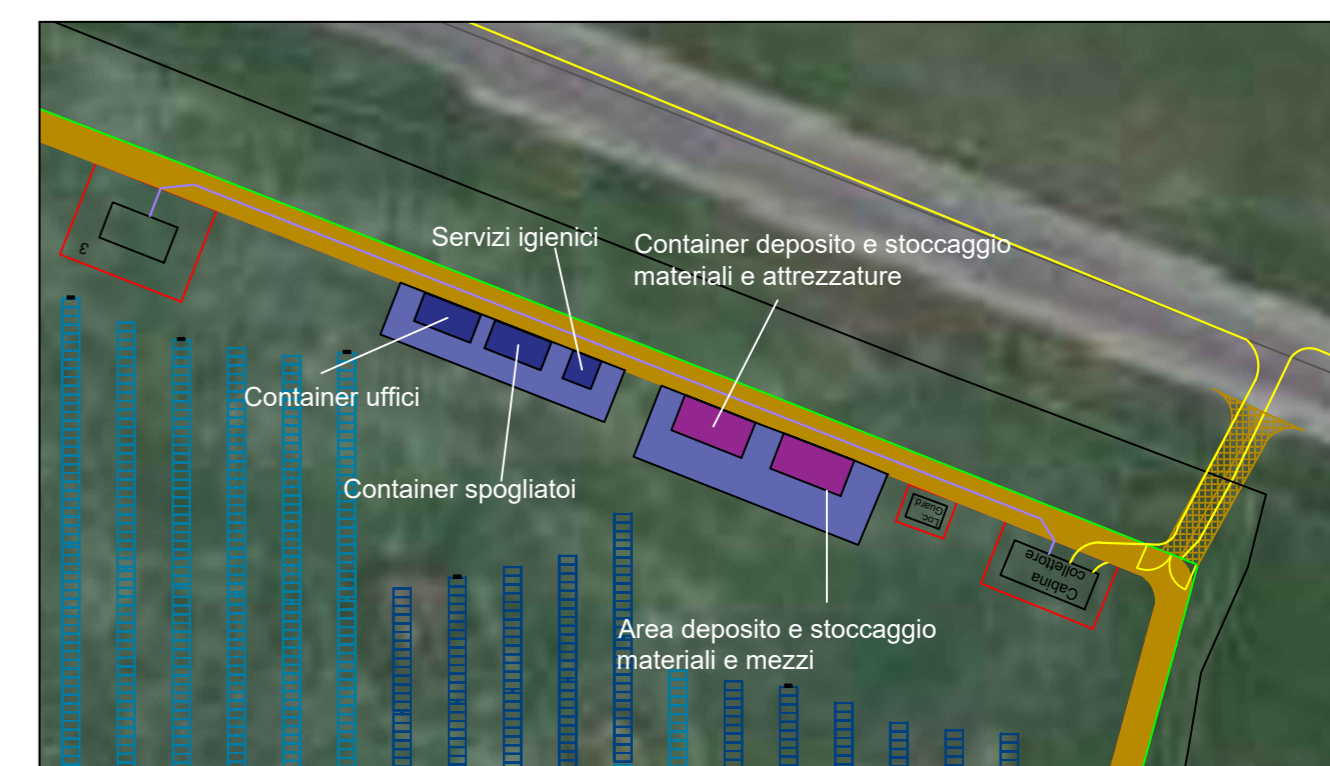 Servizi igienici
Container deposito e stoccaggio
materiali e attrezzature
3
Container uffici
Container spogliatoi
Loc.
Guard.
Cabina
collettore
Area deposito e stoccaggio
materiali e mezzi